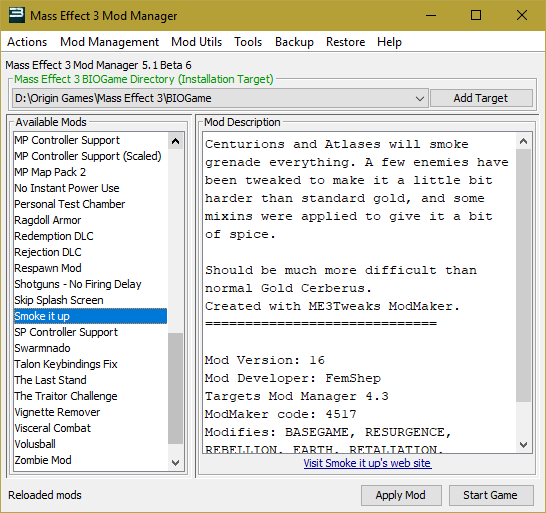 Mass Effect 3 Mod Manager
Actions Mod Management Mod Utils Tools Backup Restore Help
Mass Effect 3 Mod Manager 5.1 Beta 6
Mass Effect 3 BIOGame Directory (Installation Target)
D:\Origin Games\Mass Effect 3\BIOGame
Add Target
Available Mods
MP Controller Support
MP Controller Support (Scaled)
MP Map Pack 2
No Instant Power Use
Personal Test Chamber
Ragdoll Armor
Redemption DLC
Rejection DLC
Respawn Mod
Shotguns - No Firing Delay
Skip Splash Screen
Smoke it up
SP Controller Support
Swarmnado
Talon Keybindings Fix
The Last Stand
The Traitor Challenge
Vignette Remover
Visceral Combat
Volusball
Zombie Mod
Mod Description
Centurions and Atlases will smoke
grenade everything. A few enemies have
been tweaked to make it a little bit
harder than standard gold, and some
mixins were applied to give it a bit
of spice.
Should be much more difficult than
normal Gold Cerberus.
Created with ME3Tweaks ModMaker.
=============================
Mod Version: 16
Mod Developer: FemShep
Targets Mod Manager 4.3
ModMaker code: 4517
Modifies: BASEGAME, RESURGENCE,
REBELLION, EARTH, RETALIATION,
Visit Smoke it up's web site
Reloaded mods
Apply Mod
Start Game